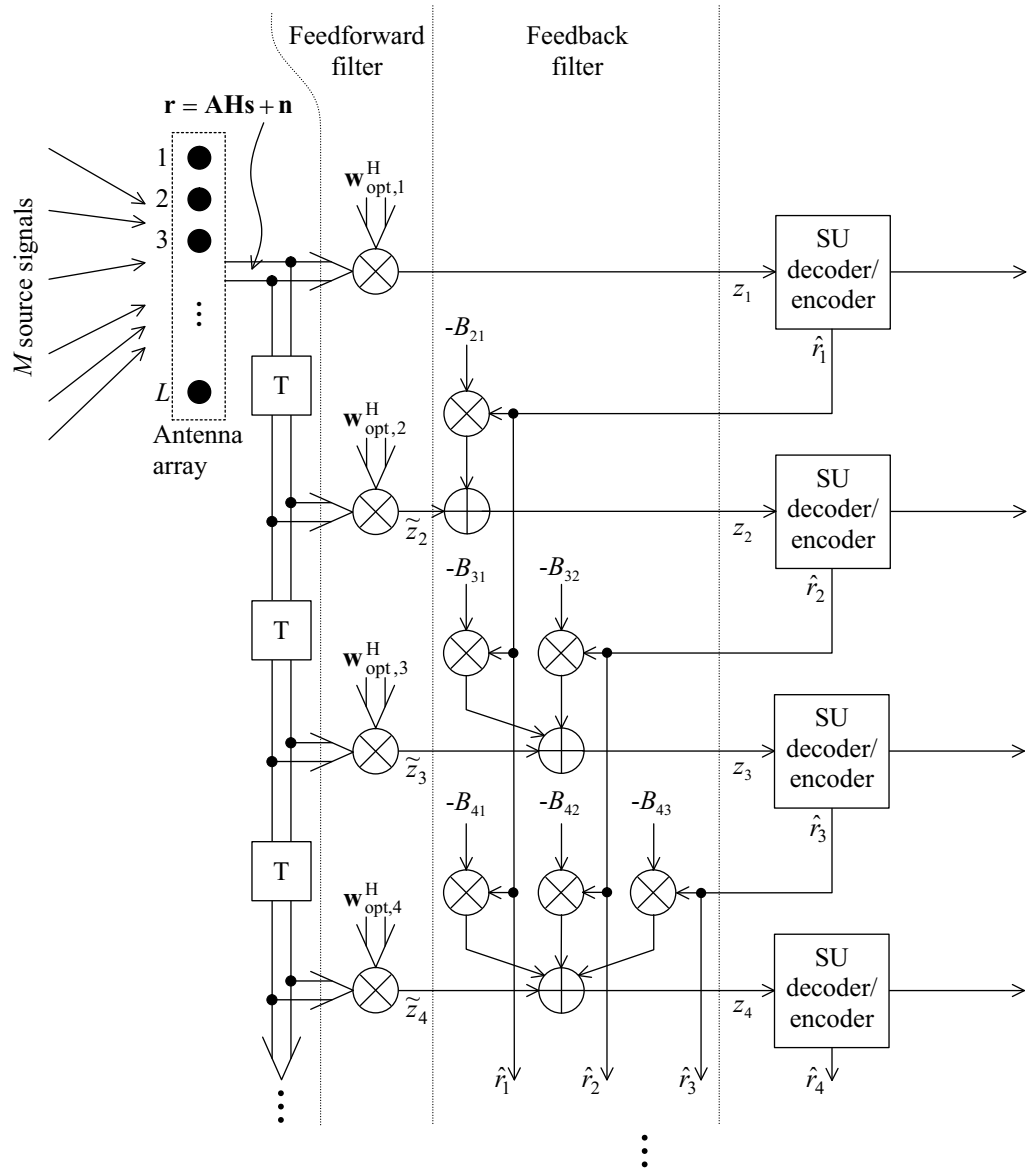 Feedforward
filter
Feedback
filter
r = AHs + n
M source signals
1
2
3
⋯
L
Antenna
array
w^H_opt,1
z_1
SU
decoder/
encoder
r̂_1
-B_21
T
w^H_opt,2
z̃_2
z_2
SU
decoder/
encoder
r̂_2
-B_31
-B_32
T
w^H_opt,3
z̃_3
z_3
SU
decoder/
encoder
r̂_3
-B_41
-B_42
-B_43
T
w^H_opt,4
z̃_4
z_4
SU
decoder/
encoder
r̂_1
r̂_2
r̂_3
r̂_4